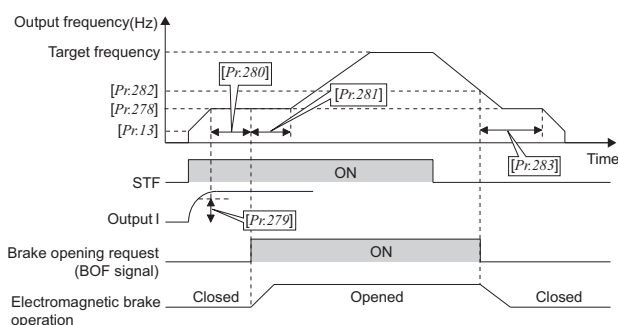 Output frequency(Hz)
Target frequency
[Pr.280]
[Pr.282]
[Pr.281]
[Pr.278]
[Pr.13]
[Pr.283]
Time
STF
ON
Output I
[Pr.279]
Brake opening request
(BOF signal)
ON
Electromagnetic brake
operation
Closed
Opened
Closed